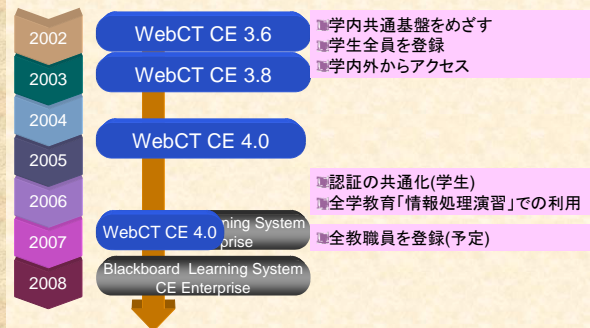 2002
WebCT CE 3.6
学内共通基盤をめざす
学生全員を登録
学内外からアクセス
2003
WebCT CE 3.8
2004
WebCT CE 4.0
2005
認証の共通化(学生)
全学教育「情報処理演習」での利用
2006
2007
WebCT CE 4.0
ning System
prise
全教職員を登録(予定)
2008
Blackboard Learning System
CE Enterprise